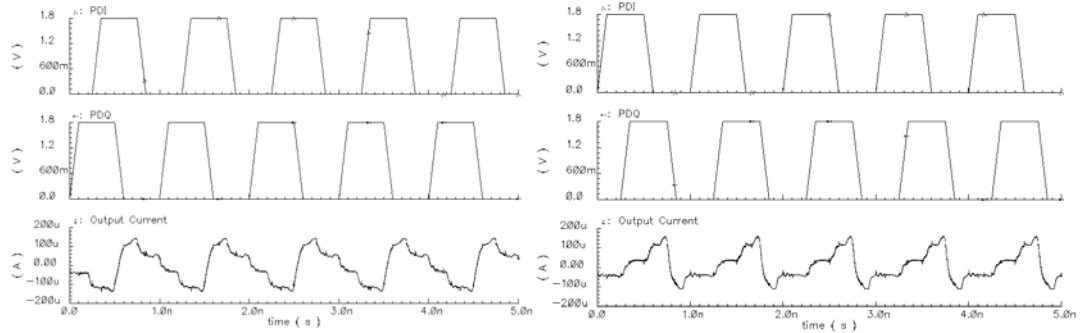 ▵: PDI
1.8
1.2
600m
0.0
( V )
←: PDQ
1.8
1.2
600m
0.0
( V )
↓: Output Current
200u
100u
0.00
-100u
-200u
( A )
0.0 1.0n 2.0n 3.0n 4.0n 5.0n
time ( s )
▵: PDI
1.8
1.2
600m
0.0
( V )
←: PDQ
1.8
1.2
600m
0.0
( V )
↓: Output Current
200u
100u
0.00
-100u
-200u
( A )
0.0 1.0n 2.0n 3.0n 4.0n 5.0n
time ( s )